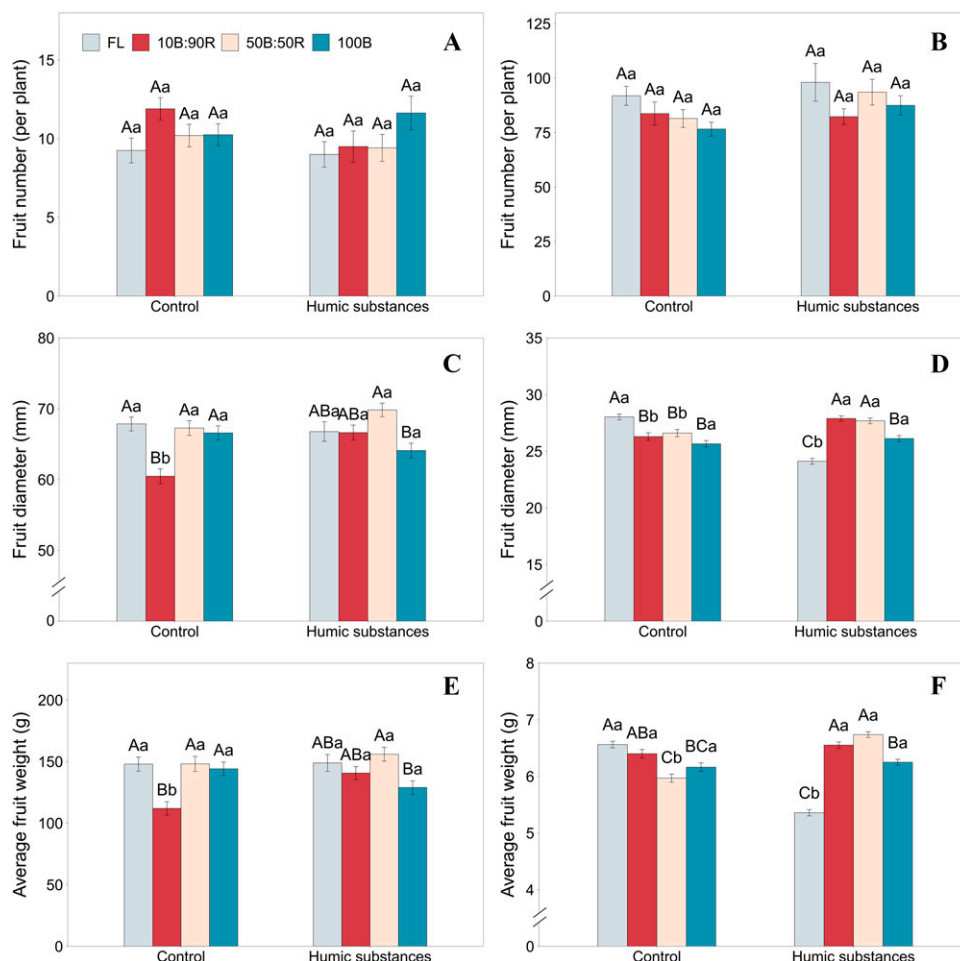 FL 10B:90R 50B:50R 100B
A
Fruit number (per plant)
15
10
5
0
Aa Aa Aa Aa Aa Aa Aa Aa
Control Humic substances
B
Fruit number (per plant)
125
100
75
50
25
0
Aa Aa Aa Aa Aa Aa Aa Aa
Control Humic substances
C
Fruit diameter (mm)
80
70
60
50
0
Aa Bb Aa Aa ABa ABa Aa Ba
Control Humic substances
D
Fruit diameter (mm)
35
30
25
20
15
0
Aa Bb Bb Ba Cb Aa Aa Ba
Control Humic substances
E
Average fruit weight (g)
200
150
100
50
0
Aa Bb Aa Aa ABa ABa Aa Ba
Control Humic substances
F
Average fruit weight (g)
8
7
6
5
4
0
Aa ABa Cb BCa Cb Aa Aa Ba
Control Humic substances